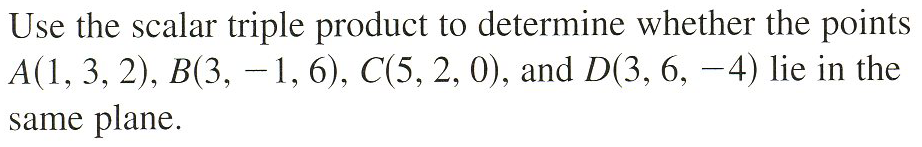 Use the scalar triple product to determine whether the points
A(1, 3, 2), B(3, −1, 6), C(5, 2, 0), and D(3, 6, −4) lie in the
same plane.